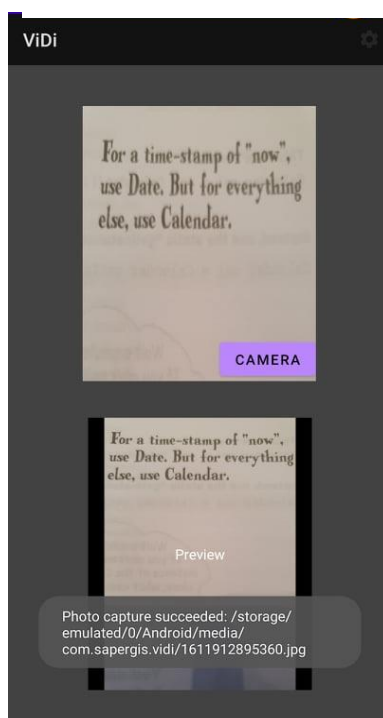 ViDi
For a time-stamp of "now",
use Date. But for everything
else, use Calendar.
CAMERA
For a time-stamp of "now",
use Date. But for everything
else, use Calendar.
Preview
Photo capture succeeded: /storage/
emulated/0/Android/media/
com.sapergis.vidi/1611912895360.jpg